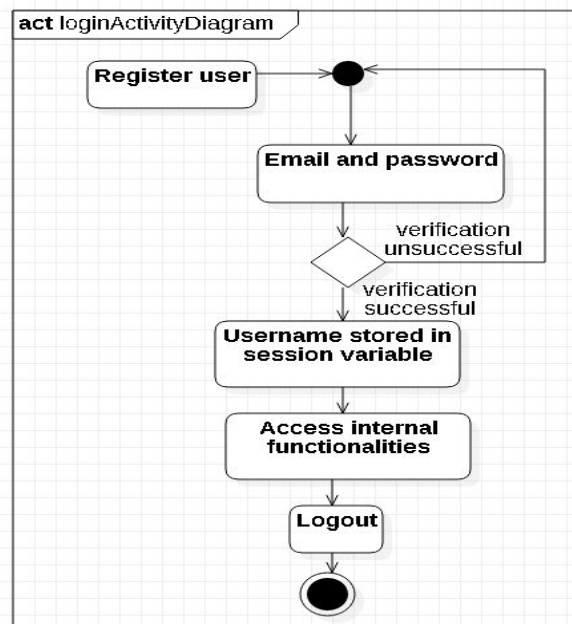 act loginActivityDiagram
Register user
Email and password
verification
unsuccessful
verification
successful
Username stored in
session variable
Access internal
functionalities
Logout